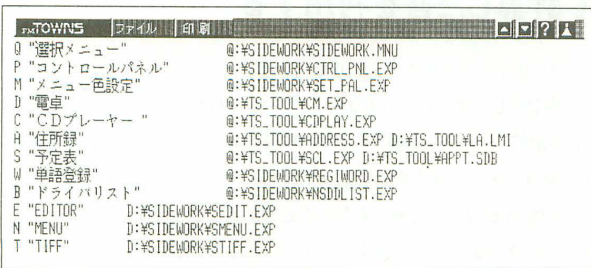 FMTOWNS ファイル 印刷 ?
Q "選択メニュー" @:¥SIDEWORK¥SIDEWORK.MNU
P "コントロールパネル" @:¥SIDEWORK¥CTRL_PNL.EXP
M "メニュー色設定" @:¥SIDEWORK¥SET_PAL.EXP
D "電卓" @:¥TS_TOOL¥CM.EXP
C "ＣＤプレーヤー " @:¥TS_TOOL¥CDPLAY.EXP
A "住所録" @:¥TS_TOOL¥ADDRESS.EXP D:¥TS_TOOL¥LA.LMI
S "予定表" @:¥TS_TOOL¥SCL.EXP D:¥TS_TOOL¥APPT.SDB
W "単語登録" @:¥SIDEWORK¥REGIWORD.EXP
B "ドライバリスト" @:¥SIDEWORK¥NSDDLIST.EXP
E "EDITOR" D:¥SIDEWORK¥SEDIT.EXP
N "MENU" D:¥SIDEWORK¥SMENU.EXP
T "TIFF" D:¥SIDEWORK¥STIFF.EXP